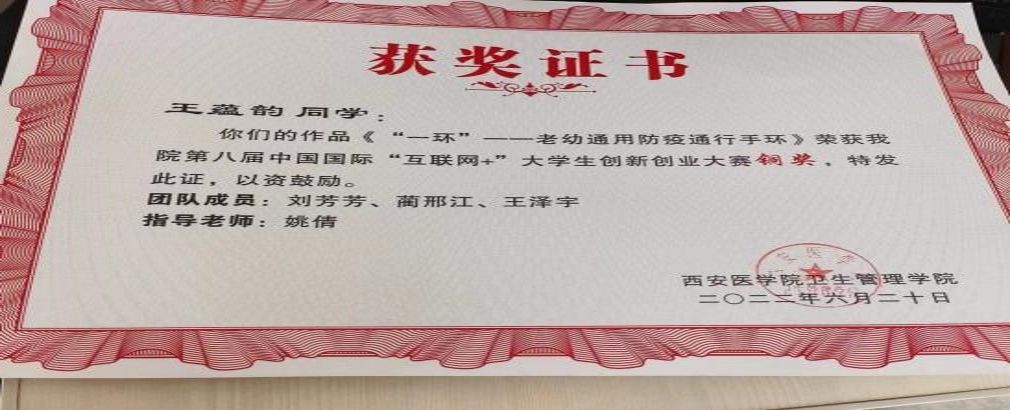 获奖证书
王蕴韵 同学：
你们的作品《“一环”——老幼通用防疫通行手环》荣获我
院第八届中国国际“互联网+”大学生创新创业大赛铜奖，特发
此证，以资鼓励。
团队成员：刘芳芳、蔺邢江、王泽宇
指导老师：姚倩
西安医学院卫生管理学院
二〇二二年六月二十日